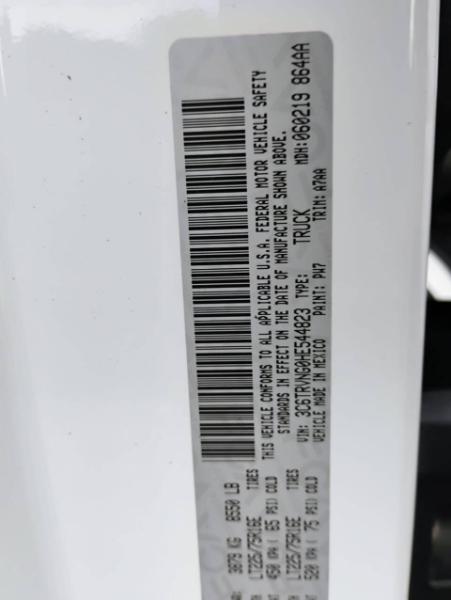 3879 KG 8550 LB
LT225/75R16E TIRES
450 KPA ( 65 PSI) COLD
LT225/75R16E TIRES
520 KPA ( 75 PSI) COLD
THIS VEHICLE CONFORMS TO ALL APPLICABLE U.S.A. FEDERAL MOTOR VEHICLE SAFETY
STANDARDS IN EFFECT ON THE DATE OF MANUFACTURE SHOWN ABOVE.
VIN: 3C6TRVNG0HE544823 TYPE: TRUCK MDH: 060219 864AA
VEHICLE MADE IN MEXICO PAINT: PW7 TRIM: A7AA